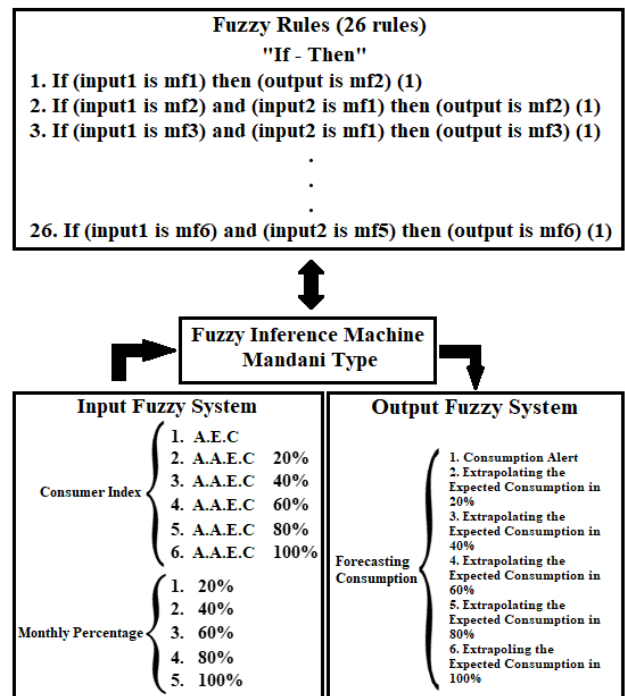 Fuzzy Rules (26 rules)
"If - Then"
1. If (input1 is mf1) then (output is mf2) (1)
2. If (input1 is mf2) and (input2 is mf1) then (output is mf2) (1)
3. If (input1 is mf3) and (input2 is mf1) then (output is mf3) (1)
.
.
.
26. If (input1 is mf6) and (input2 is mf5) then (output is mf6) (1)
Fuzzy Inference Machine
Mandani Type
Input Fuzzy System
Consumer Index
1. A.E.C
2. A.A.E.C 20%
3. A.A.E.C 40%
4. A.A.E.C 60%
5. A.A.E.C 80%
6. A.A.E.C 100%
Monthly Percentage
1. 20%
2. 40%
3. 60%
4. 80%
5. 100%
Output Fuzzy System
Forecasting
Consumption
1. Consumption Alert
2. Extrapolating the
Expected Consumption in
20%
3. Extrapolating the
Expected Consumption in
40%
4. Extrapolating the
Expected Consumption in
60%
5. Extrapolating the
Expected Consumption in
80%
6. Extrapoling the
Expected Consumption in
100%